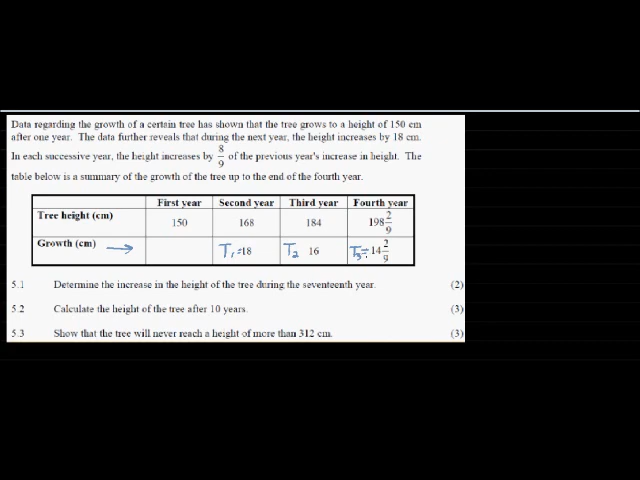 Data regarding the growth of a certain tree has shown that the tree grows to a height of 150 cm
after one year. The data further reveals that during the next year, the height increases by 18 cm.
In each successive year, the height increases by 8/9 of the previous year's increase in height. The
table below is a summary of the growth of the tree up to the end of the fourth year.
First year Second year Third year Fourth year
Tree height (cm) 150 168 184 198 2/9
Growth (cm) → T₁=18 T₂ 16 T₃= 14 2/9
5.1 Determine the increase in the height of the tree during the seventeenth year. (2)
5.2 Calculate the height of the tree after 10 years. (3)
5.3 Show that the tree will never reach a height of more than 312 cm. (3)